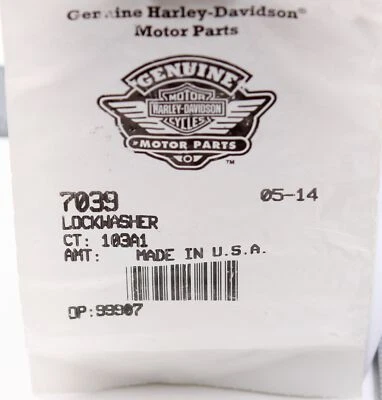 Genuine Harley-Davidson®
Motor Parts
GENUINE
MOTOR
HARLEY-DAVIDSON
CYCLES
MOTOR PARTS
TM
7039 05-14
LOCKWASHER
CT: 103A1
AMT: MADE IN U.S.A.
DP:99907